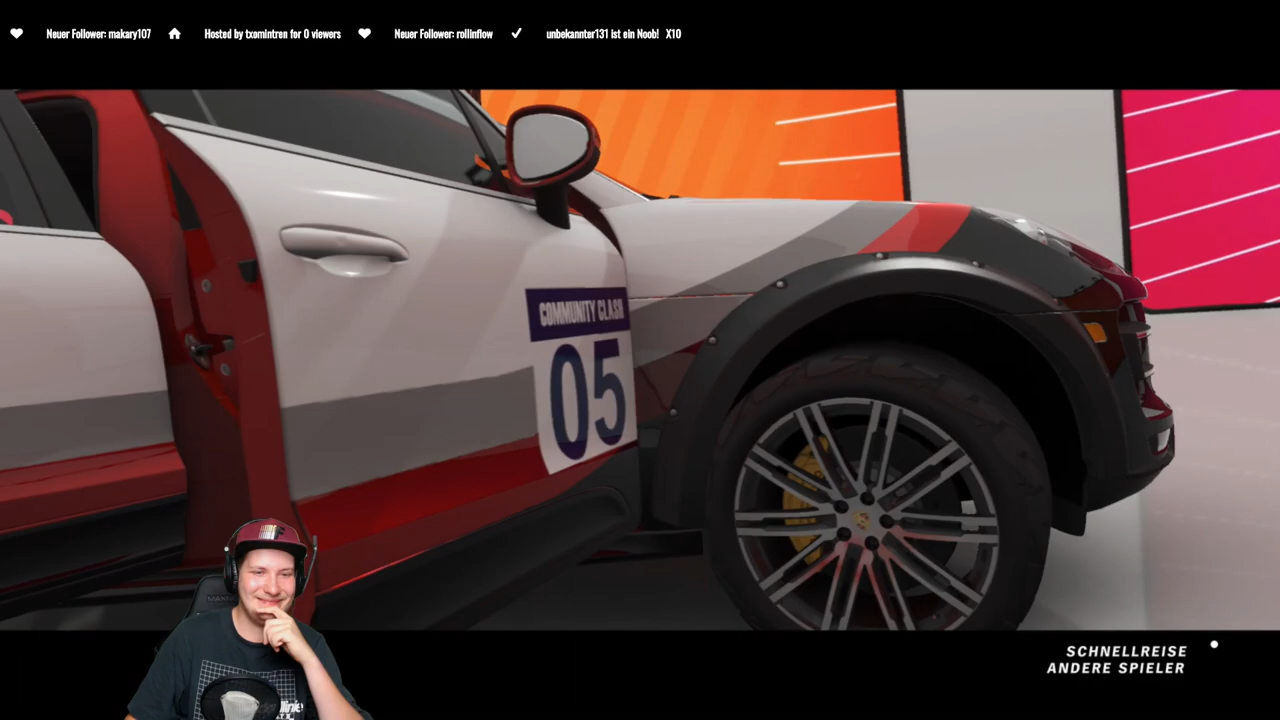 Neuer Follower: makary107
Hosted by txemintren for 0 viewers
Neuer Follower: rollinflow
unbekannter131 ist ein Noob! X10
COMMUNITY CLASH
05
SCHNELLREISE
ANDERE SPIELER